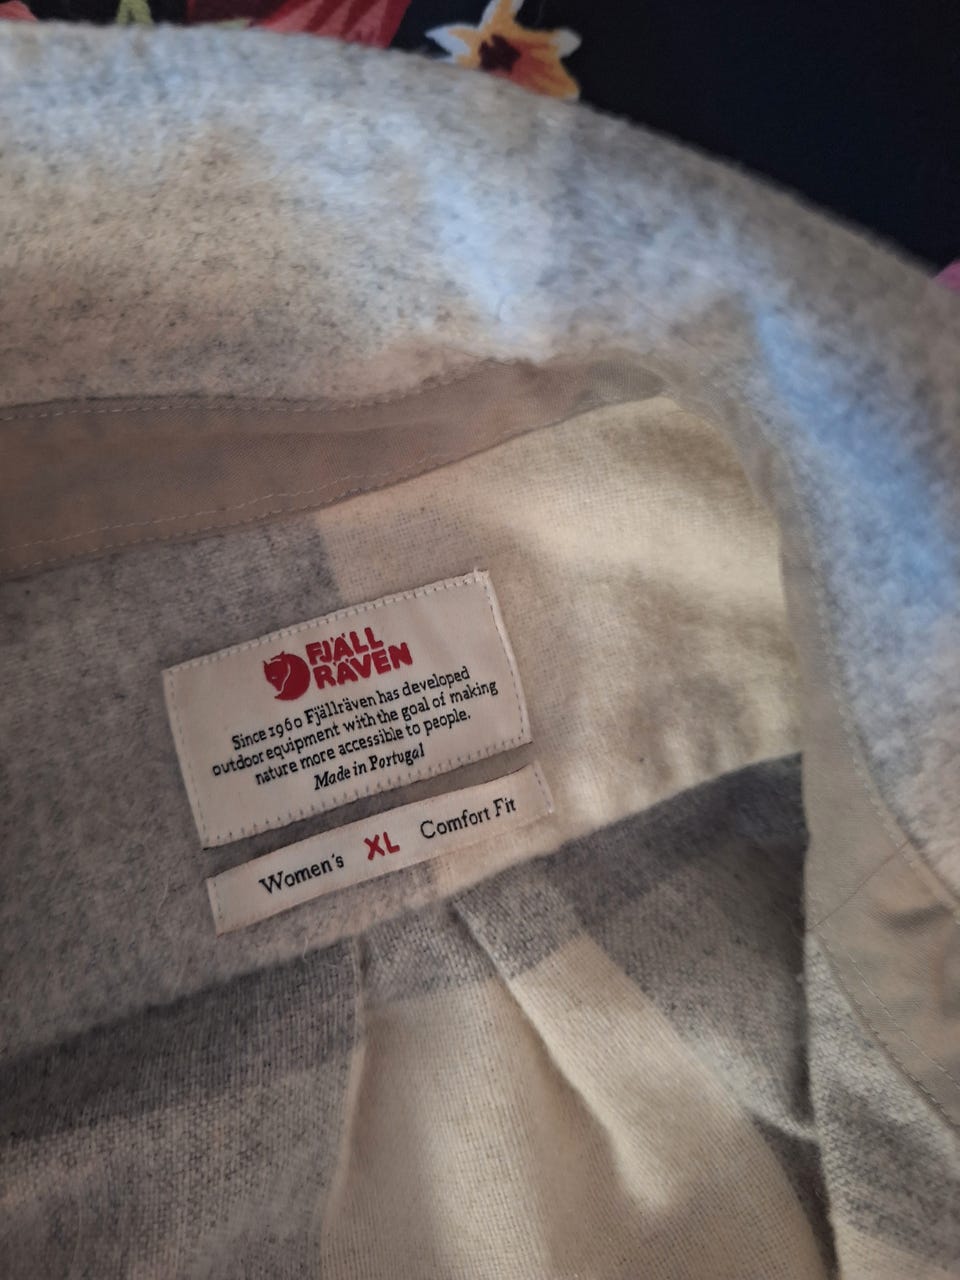 FJÄLL
RÄVEN
Since 1960 Fjällräven has developed
outdoor equipment with the goal of making
nature more accessible to people.
Made in Portugal
Women's XL Comfort Fit